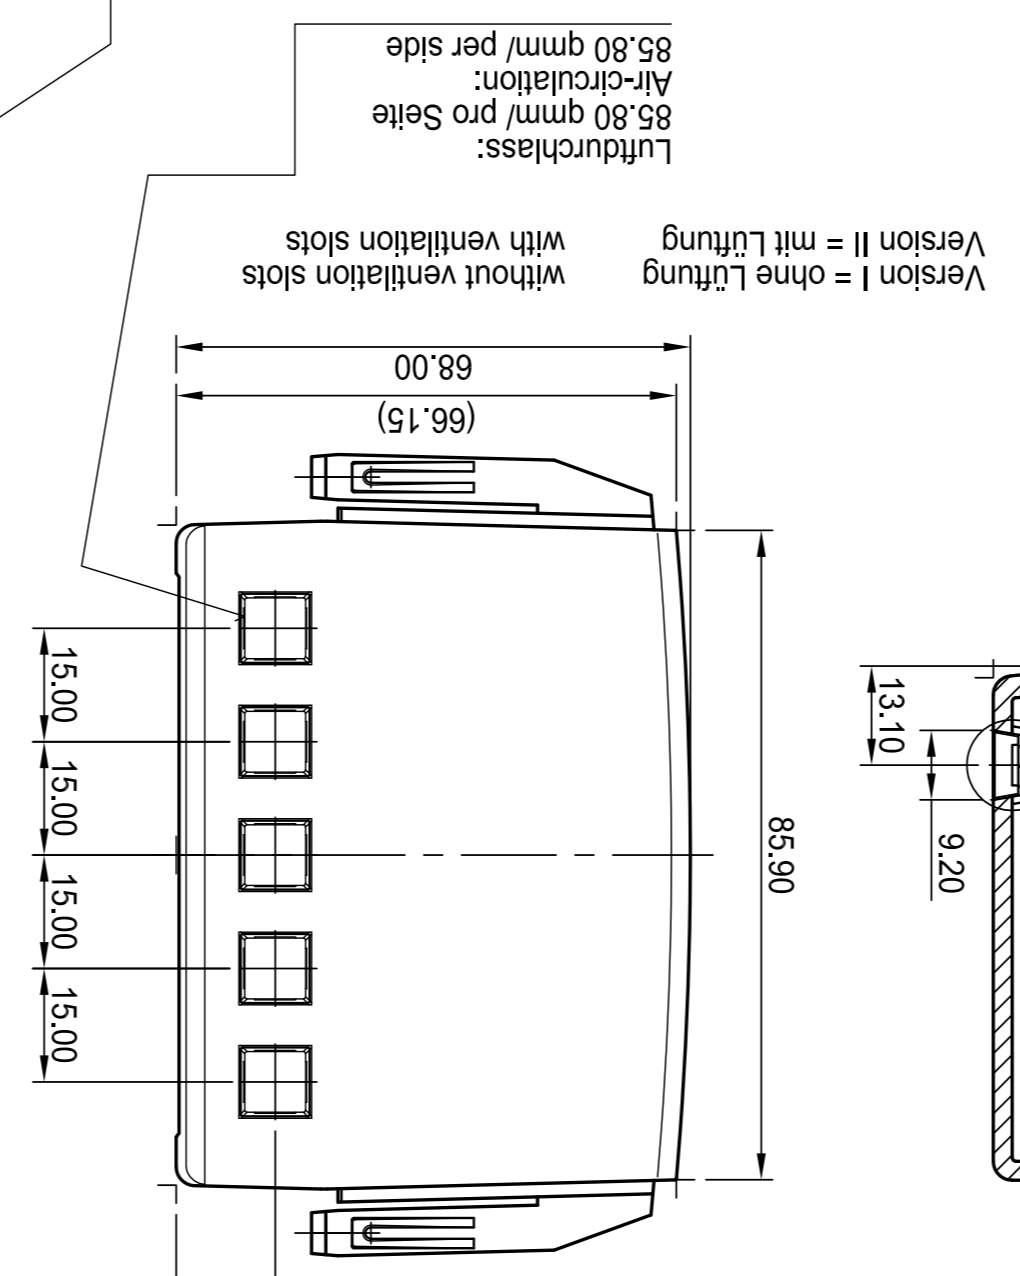 Luftdurchlass:
85.80 qmm/ pro Seite
Air-circulation:
85.80 qmm/ per side
Version I = ohne Lüftung without ventilation slots
Version II = mit Lüftung with ventilation slots
68.00
(66.15)
15.00
15.00
15.00
15.00
85.90
13.10
9.20